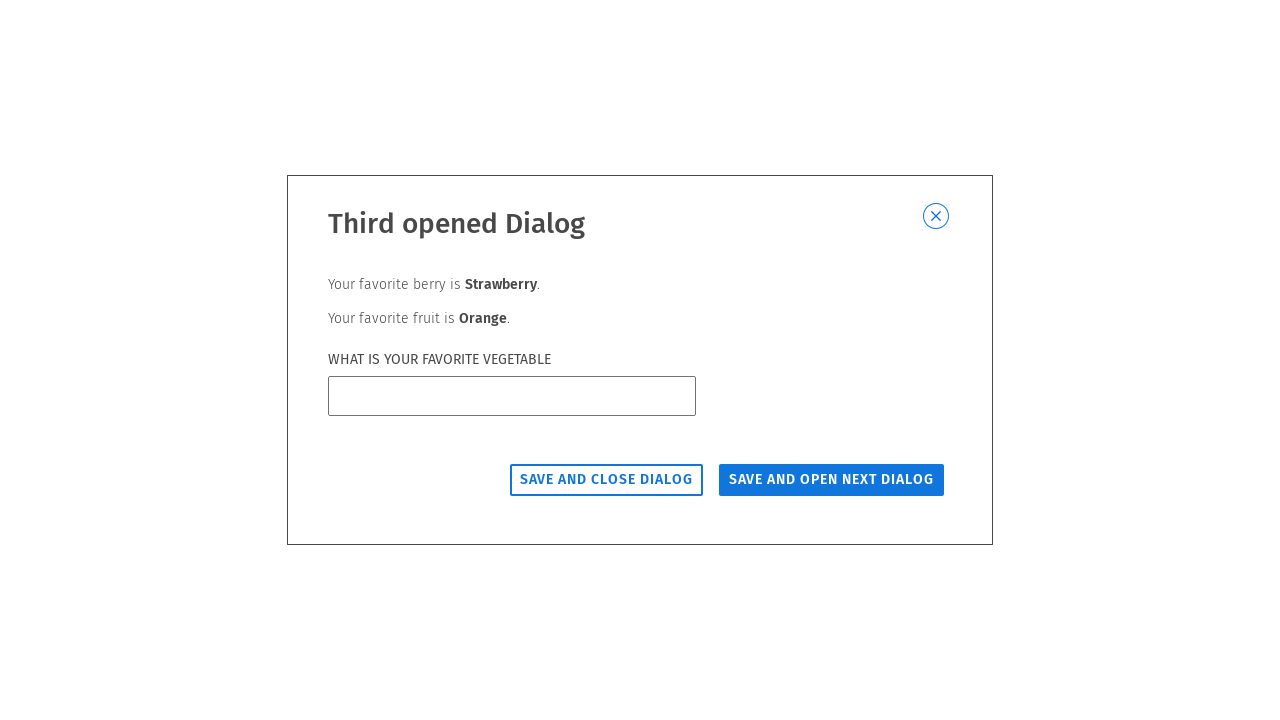 Third opened Dialog
Your favorite berry is Strawberry.
Your favorite fruit is Orange.
WHAT IS YOUR FAVORITE VEGETABLE
SAVE AND CLOSE DIALOG
SAVE AND OPEN NEXT DIALOG